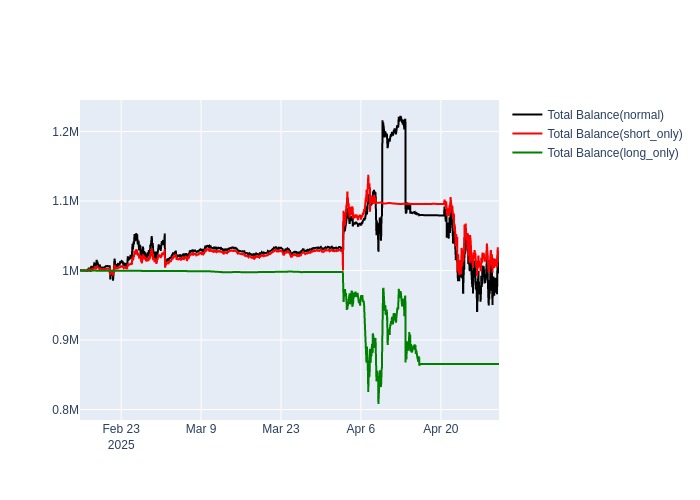 1.2M
1.1M
1M
0.9M
0.8M
Feb 23
2025
Mar 9
Mar 23
Apr 6
Apr 20
Total Balance(normal)
Total Balance(short_only)
Total Balance(long_only)